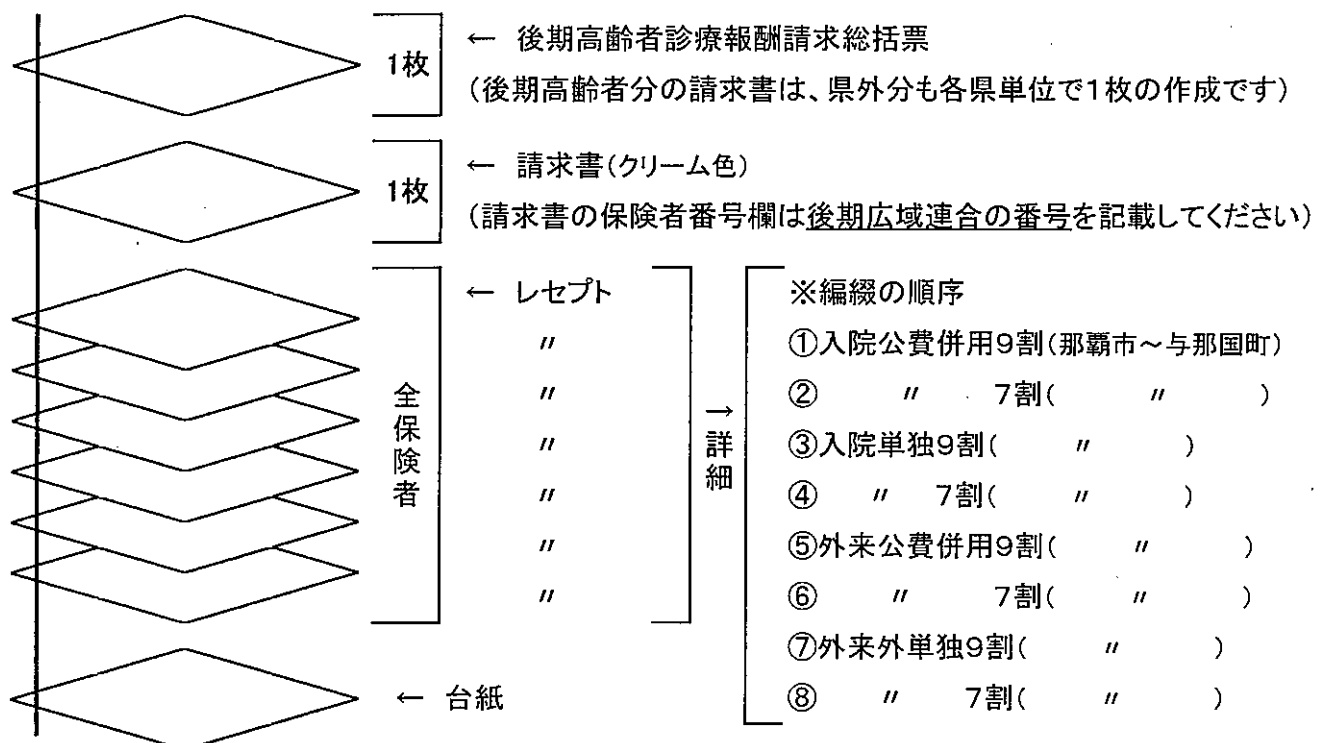 1枚
← 後期高齢者診療報酬請求総括票
(後期高齢者分の請求書は、県外分も各県単位で1枚の作成です)
1枚
← 請求書(クリーム色)
(請求書の保険者番号欄は後期広域連合の番号を記載してください)
全保険者
← レセプト
〃
〃
〃
〃
〃
〃
→詳細
※編綴の順序
①入院公費併用9割(那覇市～与那国町)
② 〃 7割( 〃 )
③入院単独9割( 〃 )
④ 〃 7割( 〃 )
⑤外来公費併用9割( 〃 )
⑥ 〃 7割( 〃 )
⑦外来外単独9割( 〃 )
⑧ 〃 7割( 〃 )
← 台紙